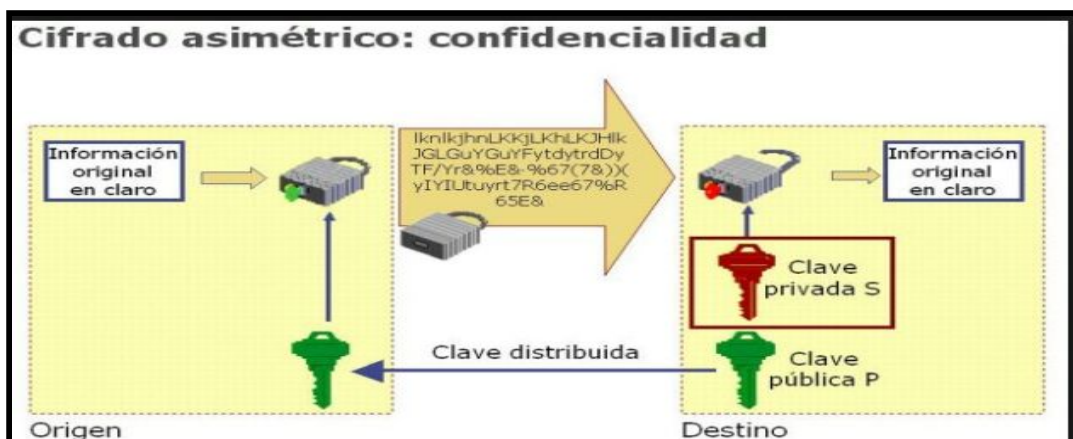 Cifrado asimétrico: confidencialidad
Información
original
en claro
lknlkjhnLKKjLKhLKJHlk
JGLGuYGuYFytdytrdDy
TF/Yr&%E&-%67(7&))(
yIYIUtuyrt7R6ee67%R
65E&
Información
original
en claro
Clave
privada S
Clave distribuida
Clave
pública P
Origen
Destino